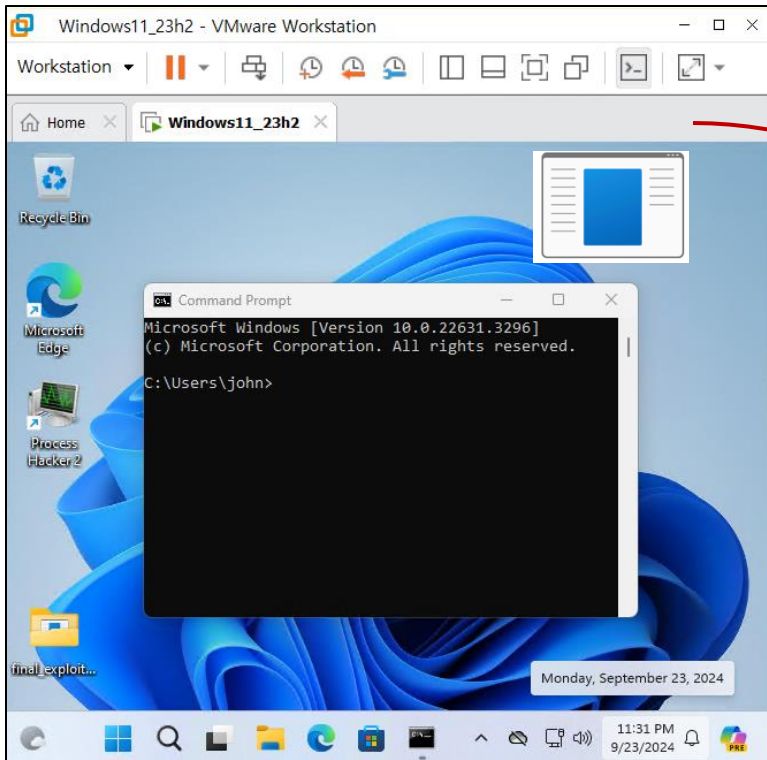 Windows11_23h2 - VMware Workstation
Workstation
Home
Windows11_23h2
Recycle Bin
Microsoft
Edge
Process
Hacker 2
final_exploit...
C:\. Command Prompt
Microsoft Windows [Version 10.0.22631.3296]
(c) Microsoft Corporation. All rights reserved.
C:\Users\john>
Monday, September 23, 2024
11:31 PM
9/23/2024
PRE